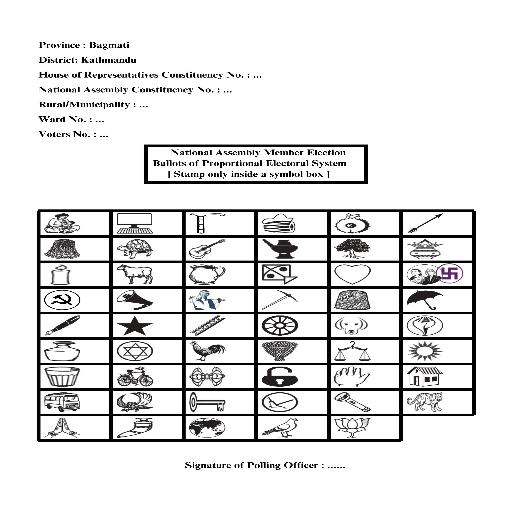 Province : Bagmati
District: Kathmandu
House of Representatives Constituency No. : ...
National Assembly Constituency No. : ...
Rural/Municipality : ...
Ward No. : ...
Voters No. : ...
National Assembly Member Election
Ballots of Proportional Electoral System
[ Stamp only inside a symbol box ]
Signature of Polling Officer : ......